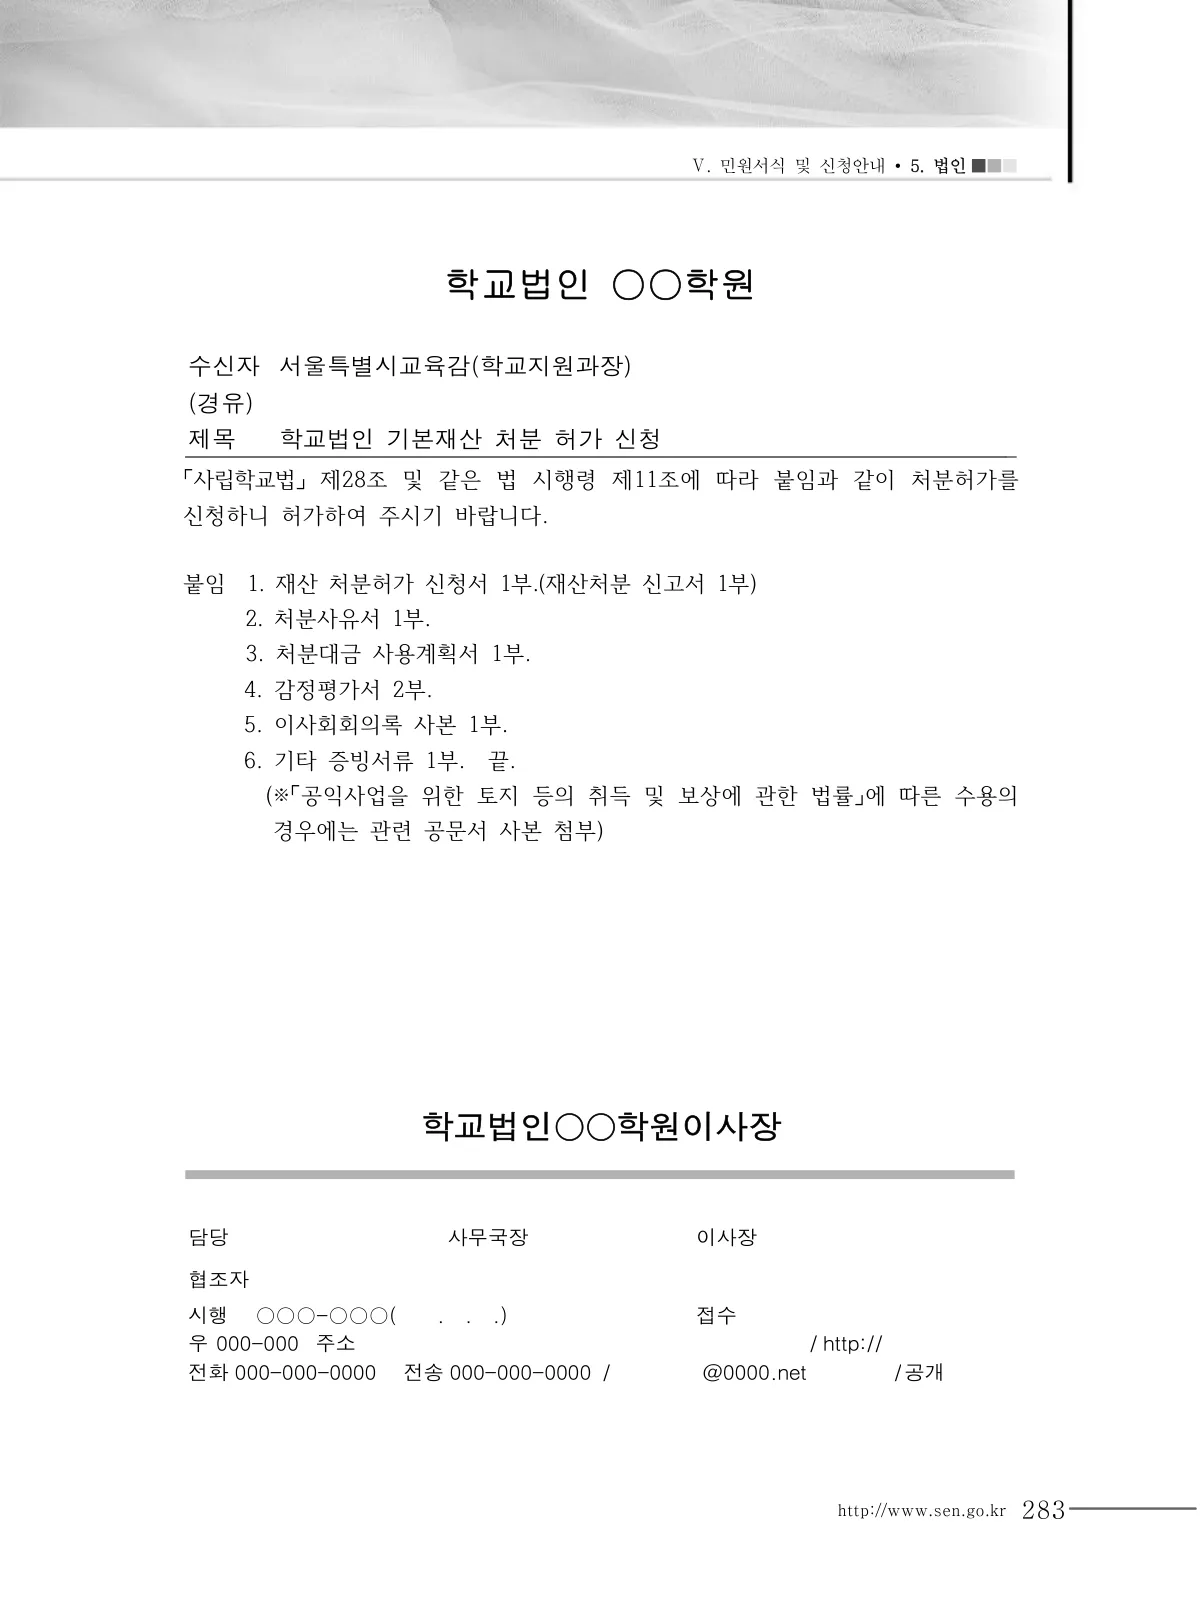 Ⅴ. 민원서식 및 신청안내 • 5. 법인
학교법인 ○○학원
수신자 서울특별시교육감(학교지원과장)
(경유)
제목 학교법인 기본재산 처분 허가 신청
「사립학교법」 제28조 및 같은 법 시행령 제11조에 따라 붙임과 같이 처분허가를
신청하니 허가하여 주시기 바랍니다.
붙임 1. 재산 처분허가 신청서 1부.(재산처분 신고서 1부)
2. 처분사유서 1부.
3. 처분대금 사용계획서 1부.
4. 감정평가서 2부.
5. 이사회회의록 사본 1부.
6. 기타 증빙서류 1부. 끝.
(※「공익사업을 위한 토지 등의 취득 및 보상에 관한 법률」에 따른 수용의
경우에는 관련 공문서 사본 첨부)
학교법인○○학원이사장
담당 사무국장 이사장
협조자
시행 ○○○-○○○( . . .) 접수
우 000-000 주소 / http://
전화 000-000-0000 전송 000-000-0000 / @0000.net /공개
http://www.sen.go.kr 283